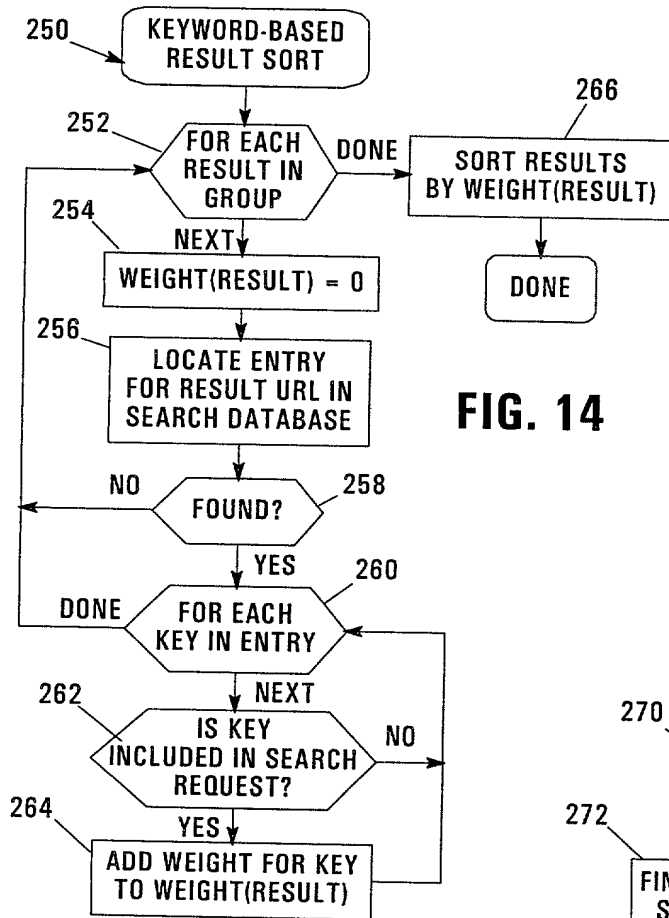 250
KEYWORD-BASED
RESULT SORT
252
FOR EACH
RESULT IN
GROUP
DONE
266
SORT RESULTS
BY WEIGHT(RESULT)
DONE
254
NEXT
WEIGHT(RESULT) = 0
256
LOCATE ENTRY
FOR RESULT URL IN
SEARCH DATABASE
FIG. 14
NO
FOUND?
258
YES
260
DONE
FOR EACH
KEY IN ENTRY
NEXT
262
IS KEY
INCLUDED IN SEARCH
REQUEST?
NO
264
YES
ADD WEIGHT FOR KEY
TO WEIGHT(RESULT)
270
272